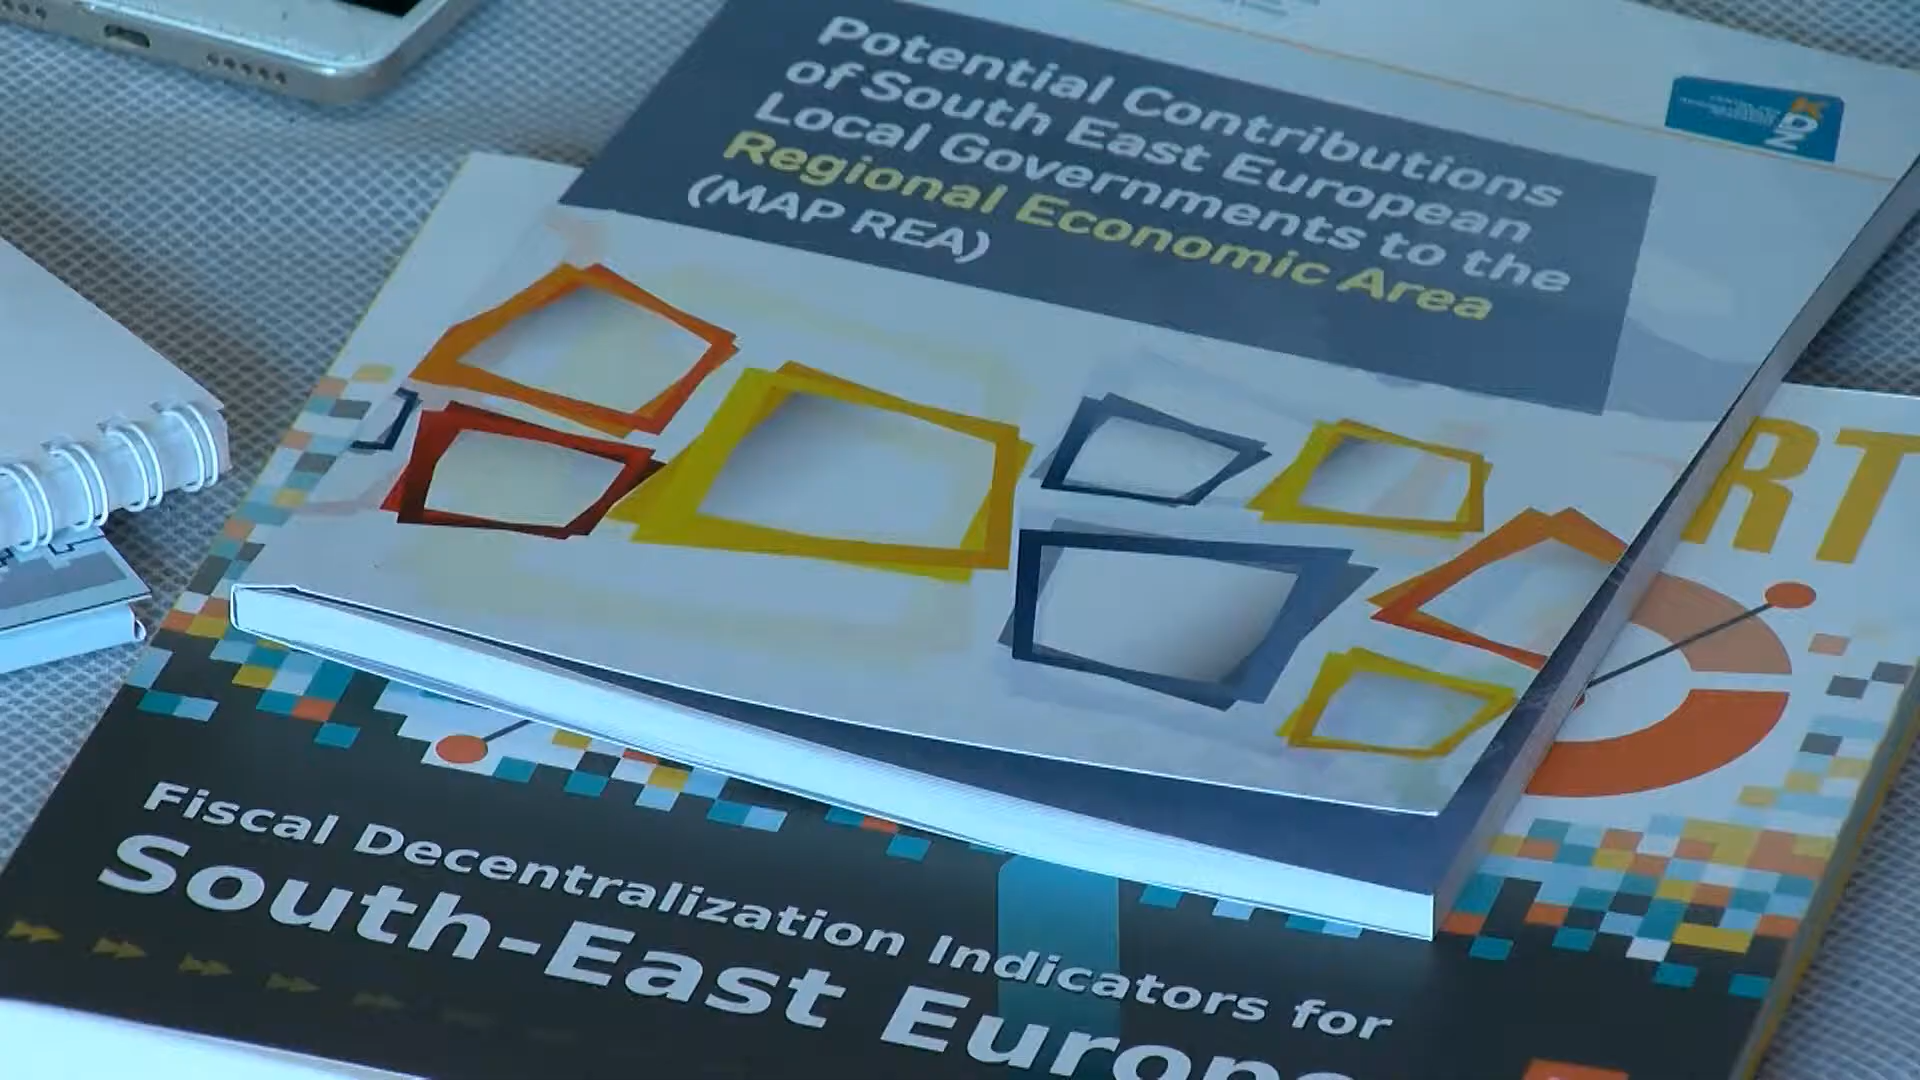 Potential Contributions
of South East European
Local Governments to the
Regional Economic Area
(MAP REA)
RT
Fiscal Decentralization Indicators for
South-East Europe